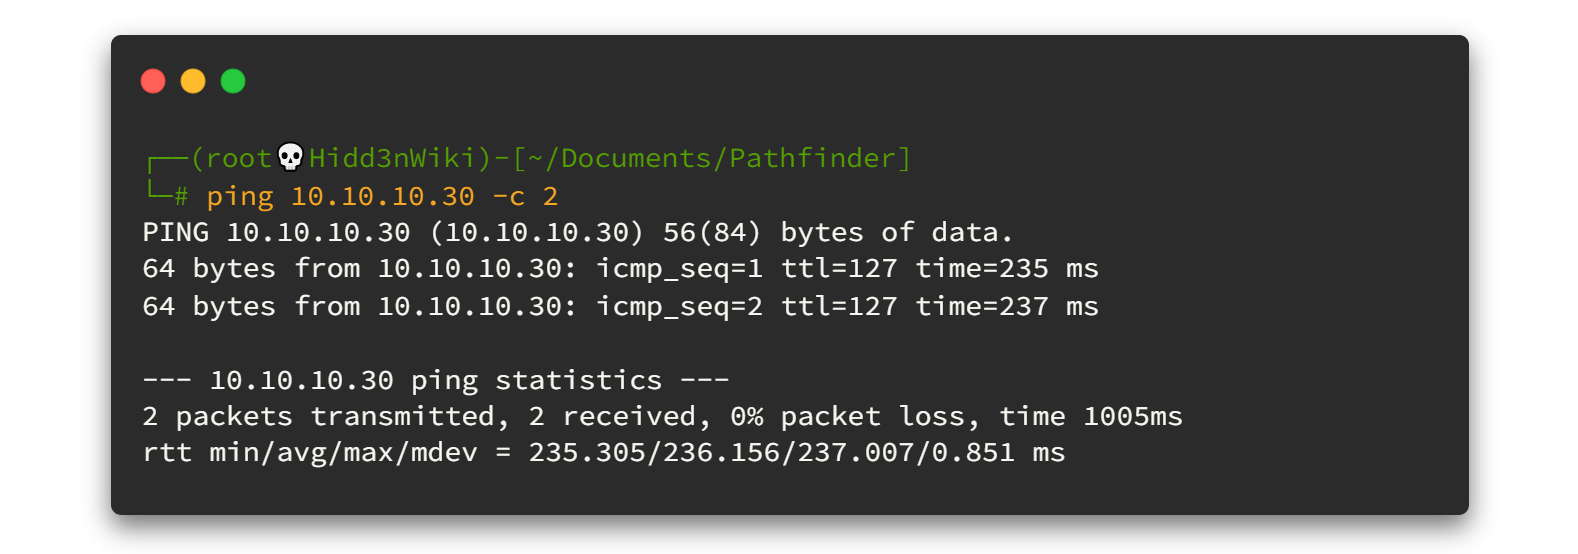 ┌──(root💀Hidd3nWiki)-[~/Documents/Pathfinder]
└─# ping 10.10.10.30 -c 2
PING 10.10.10.30 (10.10.10.30) 56(84) bytes of data.
64 bytes from 10.10.10.30: icmp_seq=1 ttl=127 time=235 ms
64 bytes from 10.10.10.30: icmp_seq=2 ttl=127 time=237 ms
--- 10.10.10.30 ping statistics ---
2 packets transmitted, 2 received, 0% packet loss, time 1005ms
rtt min/avg/max/mdev = 235.305/236.156/237.007/0.851 ms